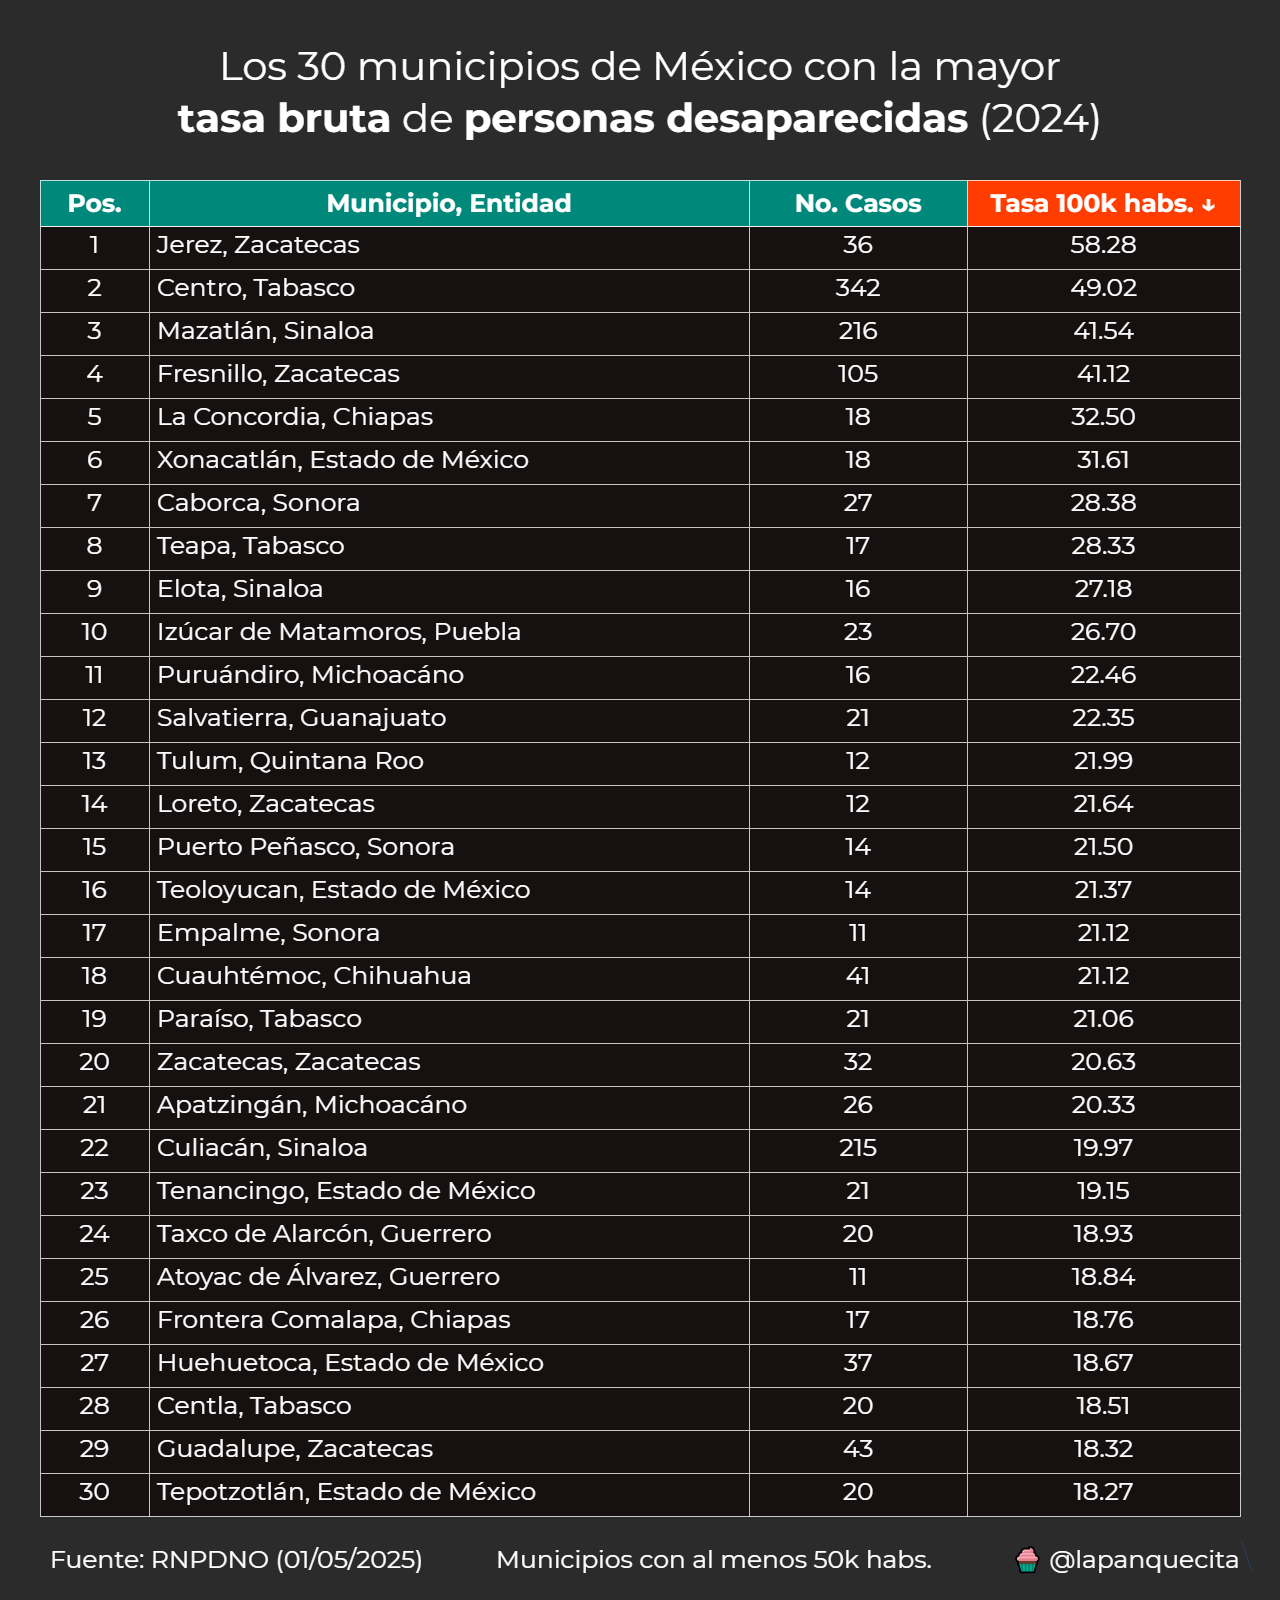 Los 30 municipios de México con la mayor
tasa bruta de personas desaparecidas (2024)
Pos. Municipio, Entidad No. Casos Tasa 100k habs. ↓
1 Jerez, Zacatecas 36 58.28
2 Centro, Tabasco 342 49.02
3 Mazatlán, Sinaloa 216 41.54
4 Fresnillo, Zacatecas 105 41.12
5 La Concordia, Chiapas 18 32.50
6 Xonacatlán, Estado de México 18 31.61
7 Caborca, Sonora 27 28.38
8 Teapa, Tabasco 17 28.33
9 Elota, Sinaloa 16 27.18
10 Izúcar de Matamoros, Puebla 23 26.70
11 Puruándiro, Michoacáno 16 22.46
12 Salvatierra, Guanajuato 21 22.35
13 Tulum, Quintana Roo 12 21.99
14 Loreto, Zacatecas 12 21.64
15 Puerto Peñasco, Sonora 14 21.50
16 Teoloyucan, Estado de México 14 21.37
17 Empalme, Sonora 11 21.12
18 Cuauhtémoc, Chihuahua 41 21.12
19 Paraíso, Tabasco 21 21.06
20 Zacatecas, Zacatecas 32 20.63
21 Apatzingán, Michoacáno 26 20.33
22 Culiacán, Sinaloa 215 19.97
23 Tenancingo, Estado de México 21 19.15
24 Taxco de Alarcón, Guerrero 20 18.93
25 Atoyac de Álvarez, Guerrero 11 18.84
26 Frontera Comalapa, Chiapas 17 18.76
27 Huehuetoca, Estado de México 37 18.67
28 Centla, Tabasco 20 18.51
29 Guadalupe, Zacatecas 43 18.32
30 Tepotzotlán, Estado de México 20 18.27
Fuente: RNPDNO (01/05/2025) Municipios con al menos 50k habs. @lapanquecita